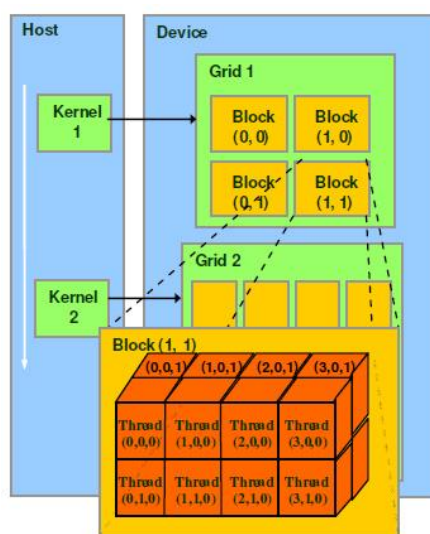 Host
Device
Grid 1
Kernel
1
Block
(0, 0)
Block
(1, 0)
Block
(0, 1)
Block
(1, 1)
Grid 2
Kernel
2
Block (1, 1)
(0,0,1) (1,0,1) (2,0,1) (3,0,1)
Thread
(0,0,0)
Thread
(1,0,0)
Thread
(2,0,0)
Thread
(3,0,0)
Thread
(0,1,0)
Thread
(1,1,0)
Thread
(2,1,0)
Thread
(3,1,0)